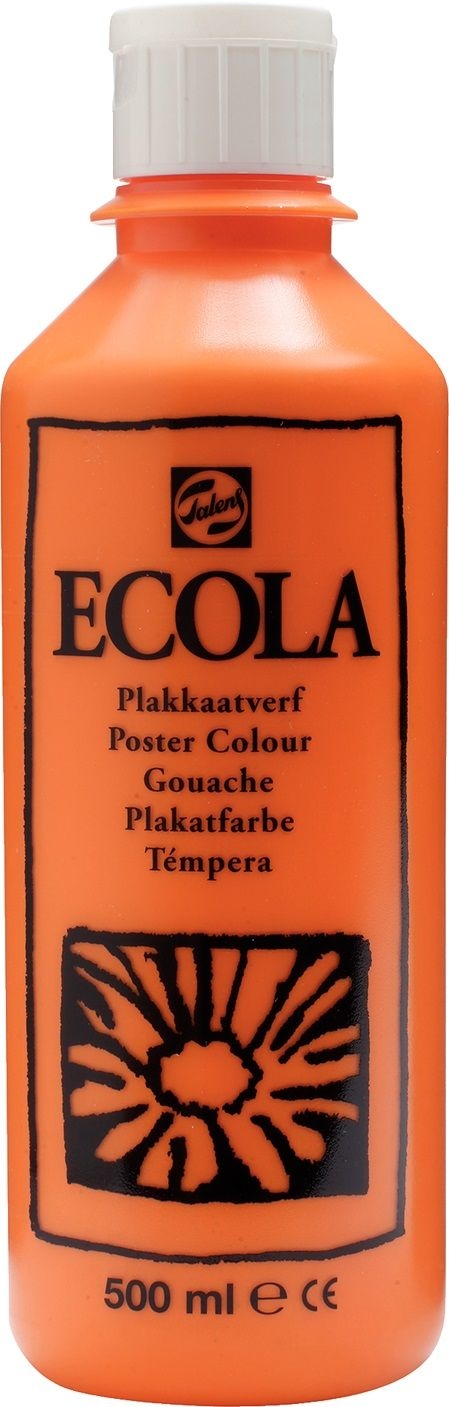 Talens
ECOLA
Plakkaatverf
Poster Colour
Gouache
Plakatfarbe
Témpera
500 ml ℮ CE